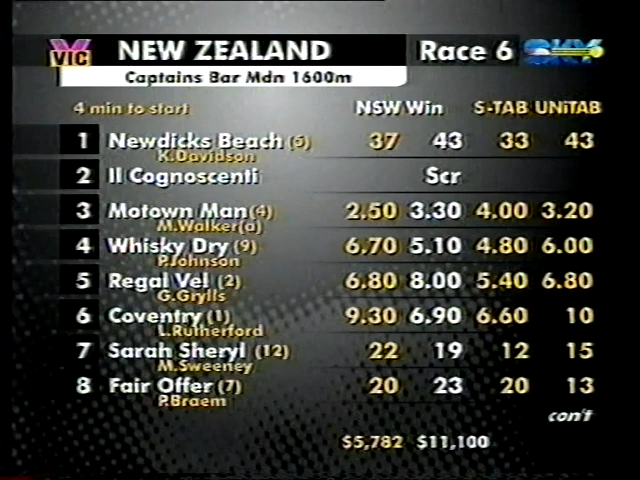 VIC NEW ZEALAND Race 6 SKY
Captains Bar Mdn 1600m
4 min to start NSW Win S-TAB UNiTAB
1 Newdicks Beach (5) 37 43 33 43
K.Davidson
2 Il Cognoscenti Scr
3 Motown Man (4) 2.50 3.30 4.00 3.20
M.Walker(a)
4 Whisky Dry (9) 6.70 5.10 4.80 6.00
P.Johnson
5 Regal Vel (2) 6.80 8.00 5.40 6.80
G.Grylls
6 Coventry (1) 9.30 6.90 6.60 10
L.Rutherford
7 Sarah Sheryl (12) 22 19 12 15
M.Sweeney
8 Fair Offer (7) 20 23 20 13
P.Braem
con't
$5,782 $11,100